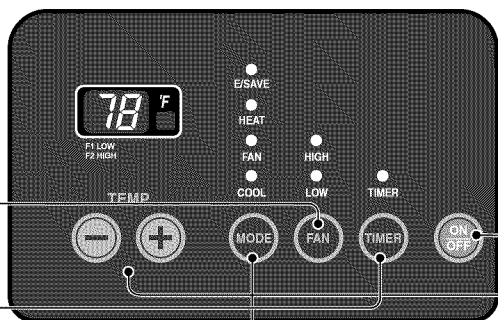 E/SAVE
78 °F
HEAT
F1 LOW
F2 HIGH
FAN HIGH
COOL LOW TIMER
TEMP
− + MODE FAN TIMER ON
OFF